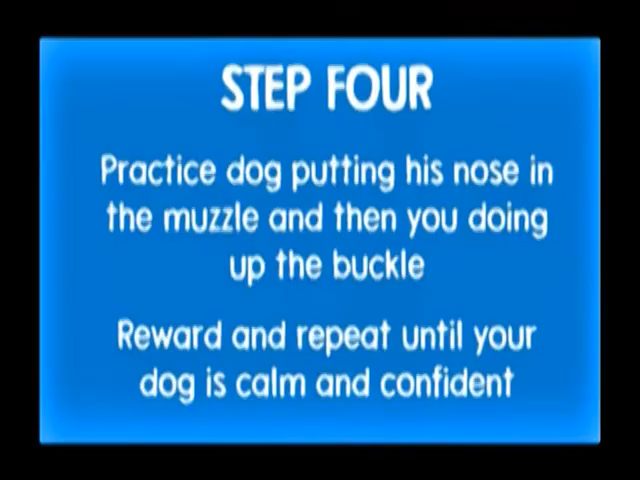 STEP FOUR
Practice dog putting his nose in
the muzzle and then you doing
up the buckle
Reward and repeat until your
dog is calm and confident